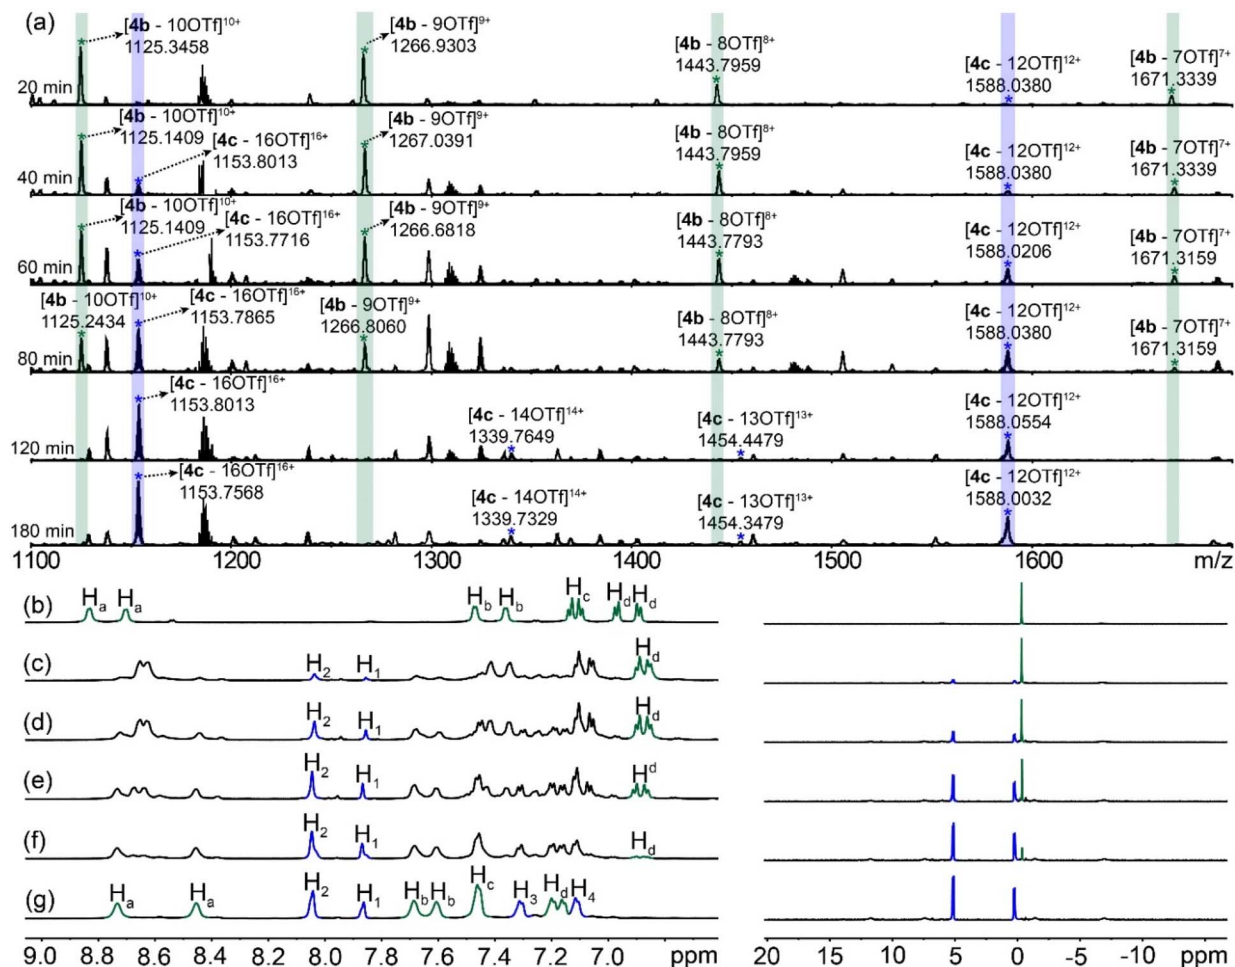 (a)
[4b - 10OTf]10+
1125.3458
[4b - 9OTf]9+
1266.9303
[4b - 8OTf]8+
1443.7959
[4c - 12OTf]12+
1588.0380
[4b - 7OTf]7+
1671.3339
20 min
[4b - 10OTf]10+
1125.1409
[4c - 16OTf]16+
1153.8013
[4b - 9OTf]9+
1267.0391
[4b - 8OTf]8+
1443.7959
[4c - 12OTf]12+
1588.0380
[4b - 7OTf]7+
1671.3339
40 min
[4b - 10OTf]10+
1125.1409
[4c - 16OTf]16+
1153.7716
[4b - 9OTf]9+
1266.6818
[4b - 8OTf]8+
1443.7793
[4c - 12OTf]12+
1588.0206
[4b - 7OTf]7+
1671.3159
60 min
[4b - 10OTf]10+
1125.2434
[4c - 16OTf]16+
1153.7865
[4b - 9OTf]9+
1266.8060
[4b - 8OTf]8+
1443.7793
[4c - 12OTf]12+
1588.0380
[4b - 7OTf]7+
1671.3159
80 min
[4c - 16OTf]16+
1153.8013
[4c - 14OTf]14+
1339.7649
[4c - 13OTf]13+
1454.4479
[4c - 12OTf]12+
1588.0554
120 min
[4c - 16OTf]16+
1153.7568
[4c - 14OTf]14+
1339.7329
[4c - 13OTf]13+
1454.3479
[4c - 12OTf]12+
1588.0032
180 min
1100 1200 1300 1400 1500 1600 m/z
(b) Ha Ha Hb Hb Hc Hd Hd
(c) H2 H1 Hd
(d) H2 H1 Hd
(e) H2 H1 Hd
(f) H2 H1 Hd
(g) Ha Ha H2 H1 Hb Hb Hc H3 Hd H4
9.0 8.8 8.6 8.4 8.2 8.0 7.8 7.6 7.4 7.2 7.0 ppm
20 15 10 5 0 -5 -10 ppm